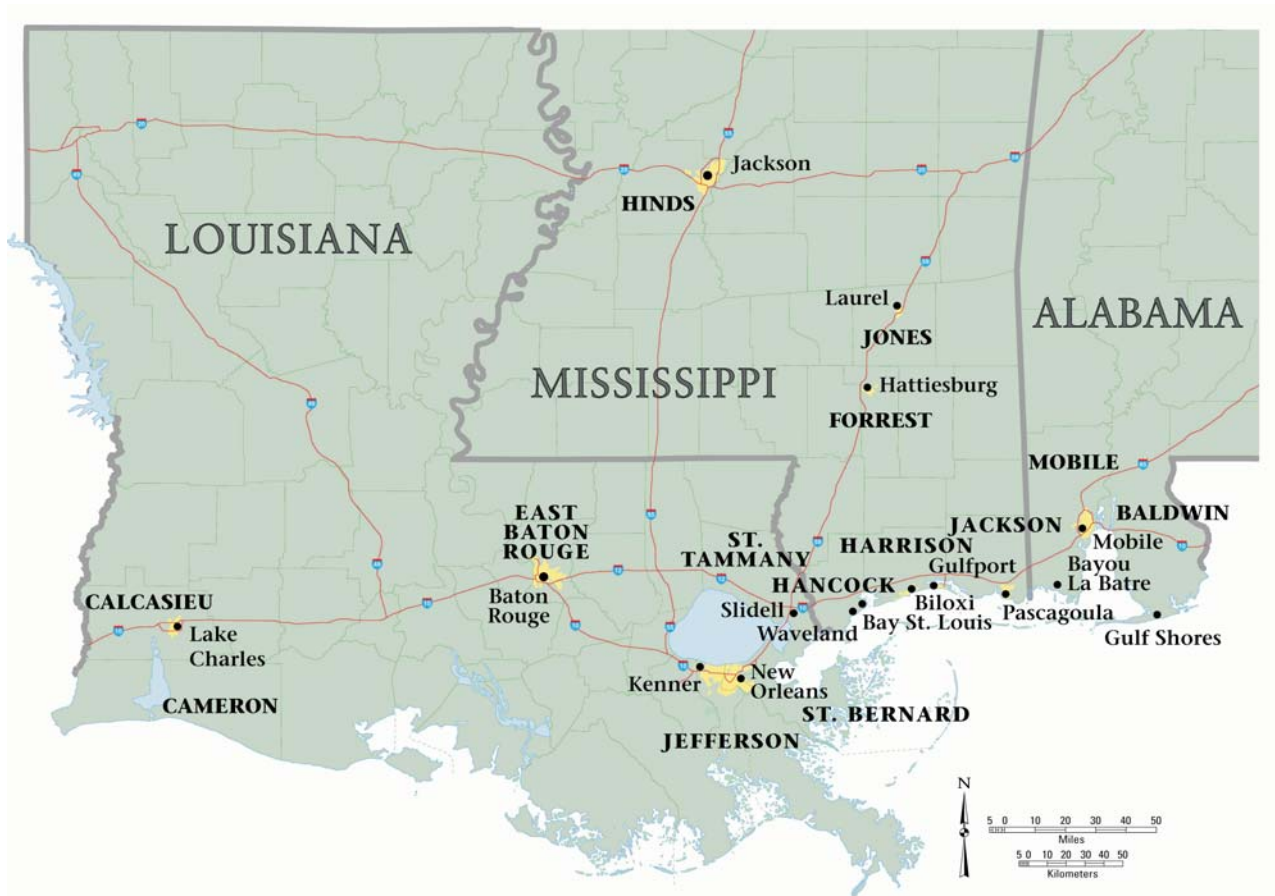 Jackson
HINDS
LOUISIANA
Laurel
ALABAMA
JONES
MISSISSIPPI
Hattiesburg
FORREST
MOBILE
EAST
BATON
ROUGE
ST.
TAMMANY
JACKSON
BALDWIN
HARRISON
Mobile
Gulfport
HANCOCK
Bayou
La Batre
CALCASIEU
Baton
Rouge
Slidell
Biloxi
Pascagoula
Waveland
Bay St. Louis
Gulf Shores
Lake
Charles
Kenner
New
Orleans
CAMERON
ST. BERNARD
JEFFERSON
N
5 0 10 20 30 40 50
Miles
5 0 10 20 30 40 50
Kilometers